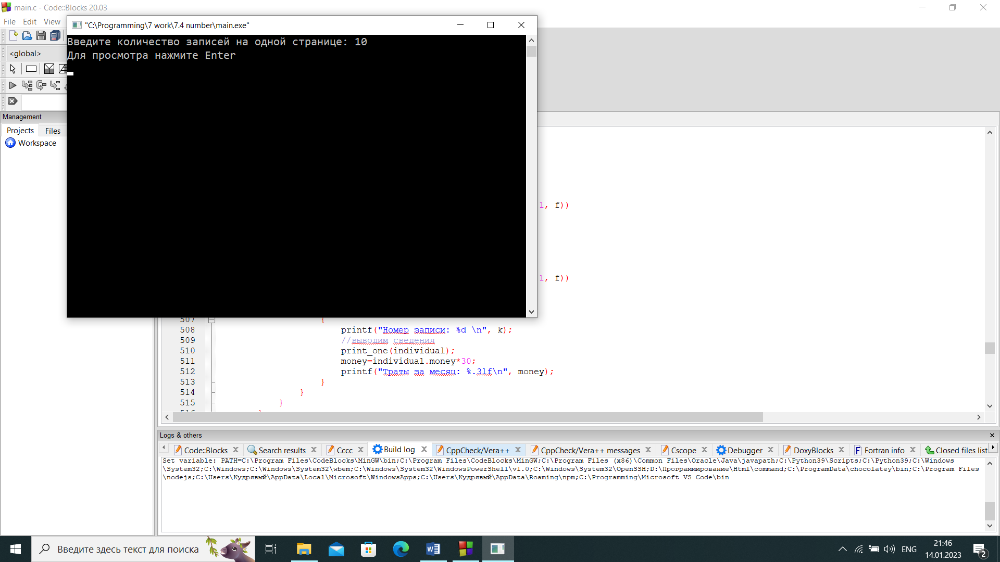 main.c - Code::Blocks 20.03
File Edit View
"C:\Programming\7 work\7.4 number\main.exe"
Введите количество записей на одной странице: 10
Для просмотра нажмите Enter
<global>
Management
Projects Files
Workspace
1, f))
1, f))
507 {
508 printf("Номер записи: %d \n", k);
509 //выводим сведения
510 print_one(individual);
511 money=individual.money*30;
512 printf("Траты за месяц: %.3lf\n", money);
513 }
514 }
515 }
516 }
Logs & others
Code::Blocks Search results Cccc Build log CppCheck/Vera++ CppCheck/Vera++ messages Cscope Debugger DoxyBlocks Fortran info Closed files list
Set variable: PATH=C:\Program Files\CodeBlocks\MinGW\bin;C:\Program Files\CodeBlocks\MinGW;C:\Program Files (x86)\Common Files\Oracle\Java\javapath;C:\Python39\Scripts;C:\Python39;C:\Windows
\System32;C:\Windows;C:\Windows\System32\wbem;C:\Windows\System32\WindowsPowerShell\v1.0;C:\Windows\System32\OpenSSH;D:\Программирование\Html\command;C:\ProgramData\chocolatey\bin;C:\Program Files
\nodejs;C:\Users\Кудрявый\AppData\Local\Microsoft\WindowsApps;C:\Users\Кудрявый\AppData\Roaming\npm;C:\Programming\Microsoft VS Code\bin
Введите здесь текст для поиска
ENG
21:46
14.01.2023
2